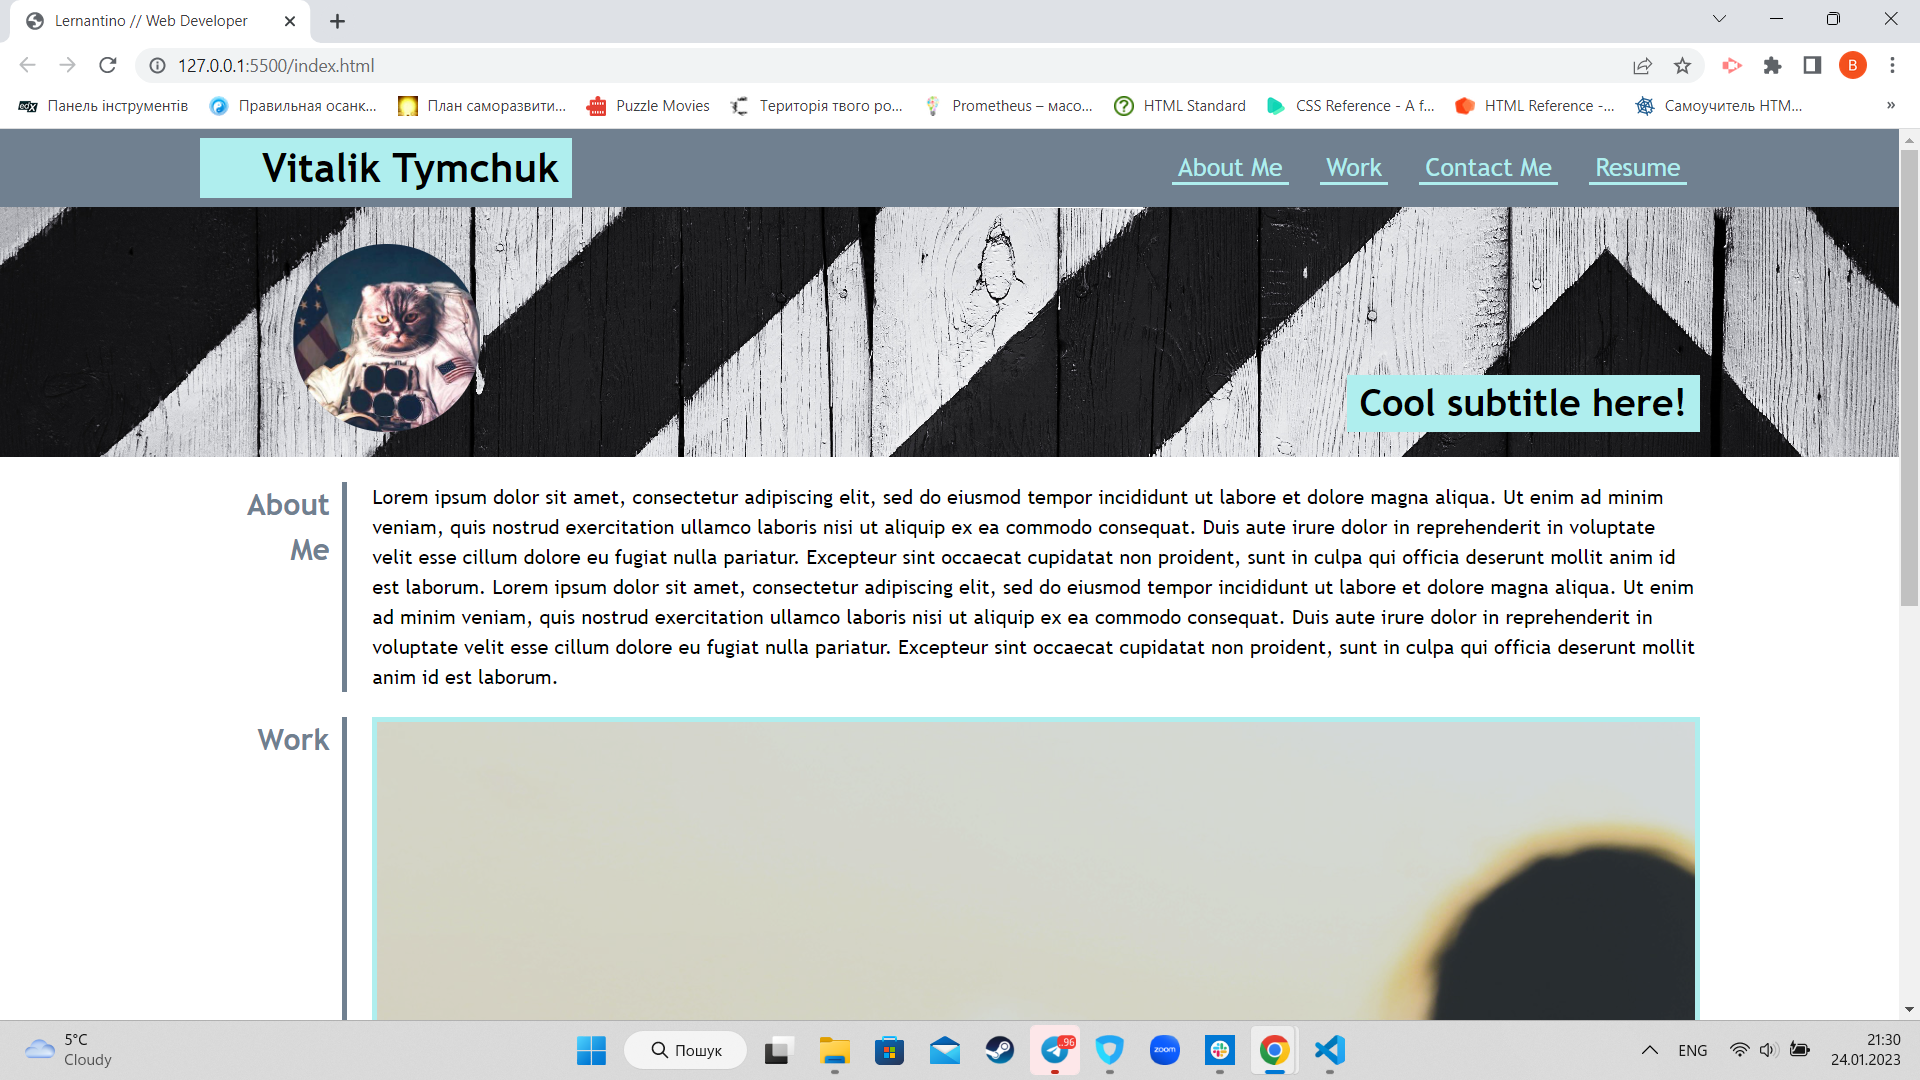 Lernantino // Web Developer
127.0.0.1:5500/index.html
B
edX Панель інструментів
Правильная осанк...
План саморазвити...
Puzzle Movies
Територія твого ро...
Prometheus – масо...
HTML Standard
CSS Reference - A f...
HTML Reference -...
Самоучитель HTM...
»
Vitalik Tymchuk
About Me
Work
Contact Me
Resume
Cool subtitle here!
About
Me
Lorem ipsum dolor sit amet, consectetur adipiscing elit, sed do eiusmod tempor incididunt ut labore et dolore magna aliqua. Ut enim ad minim
veniam, quis nostrud exercitation ullamco laboris nisi ut aliquip ex ea commodo consequat. Duis aute irure dolor in reprehenderit in voluptate
velit esse cillum dolore eu fugiat nulla pariatur. Excepteur sint occaecat cupidatat non proident, sunt in culpa qui officia deserunt mollit anim id
est laborum. Lorem ipsum dolor sit amet, consectetur adipiscing elit, sed do eiusmod tempor incididunt ut labore et dolore magna aliqua. Ut enim
ad minim veniam, quis nostrud exercitation ullamco laboris nisi ut aliquip ex ea commodo consequat. Duis aute irure dolor in reprehenderit in
voluptate velit esse cillum dolore eu fugiat nulla pariatur. Excepteur sint occaecat cupidatat non proident, sunt in culpa qui officia deserunt mollit
anim id est laborum.
Work
5°C
Cloudy
Пошук
..96
zoom
ENG
21:30
24.01.2023